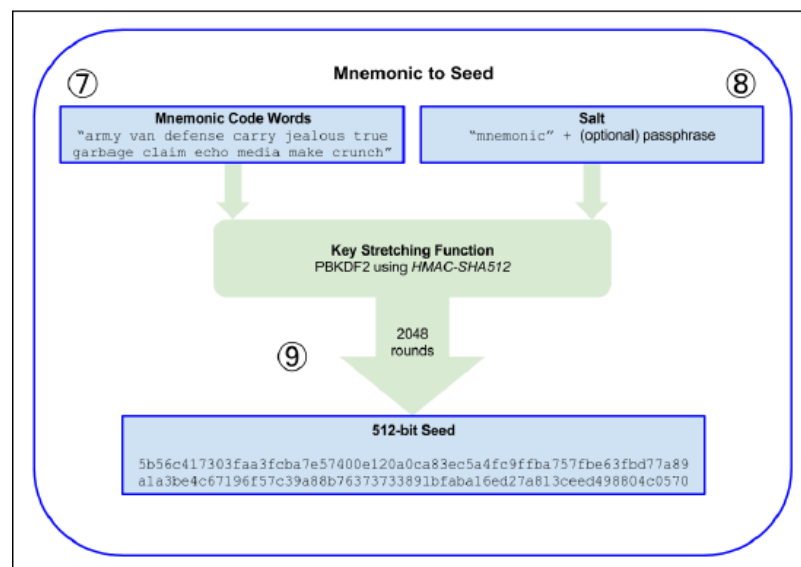 Mnemonic to Seed
⑦
⑧
Mnemonic Code Words
"army van defense carry jealous true
garbage claim echo media make crunch"
Salt
"mnemonic" + (optional) passphrase
Key Stretching Function
PBKDF2 using HMAC-SHA512
2048
rounds
⑨
512-bit Seed
5b56c417303faa3fcba7e57400e120a0ca83ec5a4fc9ffba757fbe63fbd77a89
a1a3be4c67196f57c39a88b76373733891bfaba16ed27a813ceed498804c0570